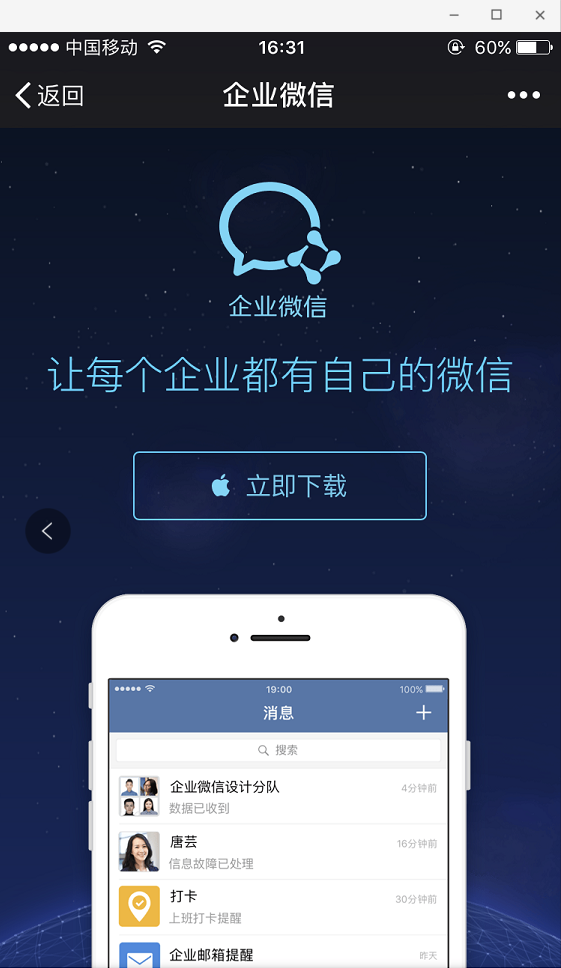 中国移动 16:31 60%
返回 企业微信
企业微信
让每个企业都有自己的微信
立即下载
19:00 100%
消息
搜索
企业微信设计分队 4分钟前
数据已收到
唐芸 16分钟前
信息故障已处理
打卡 30分钟前
上班打卡提醒
企业邮箱提醒 昨天